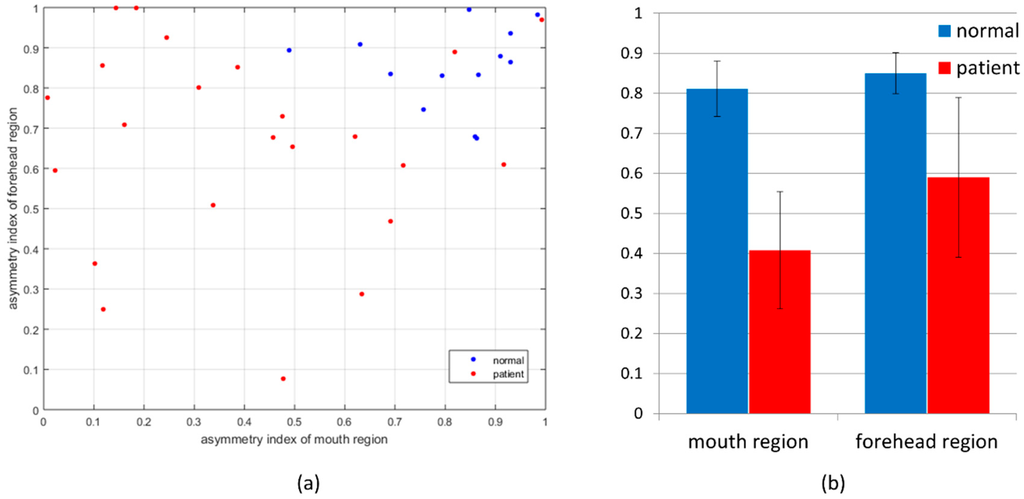 1
0.9
0.8
0.7
0.6
0.5
0.4
0.3
0.2
0.1
0
asymmetry index of forehead region
0 0.1 0.2 0.3 0.4 0.5 0.6 0.7 0.8 0.9 1
asymmetry index of mouth region
normal
patient
(a)
1
0.9
0.8
0.7
0.6
0.5
0.4
0.3
0.2
0.1
0
normal
patient
mouth region forehead region
(b)